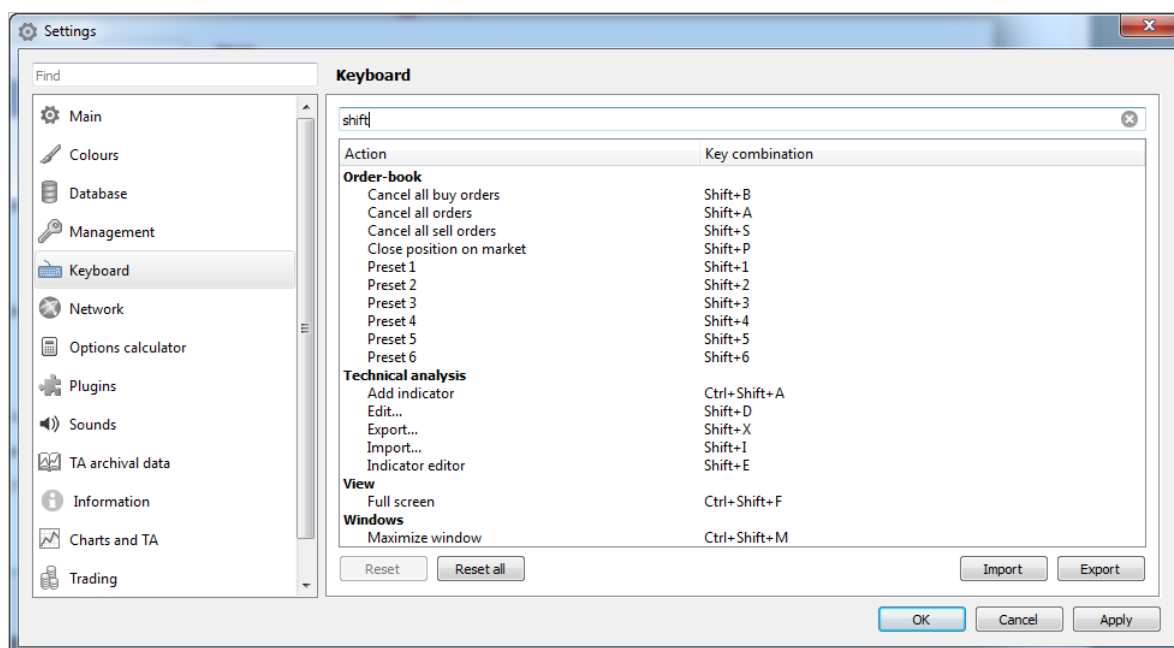 Settings
Find
Main
Colours
Database
Management
Keyboard
Network
Options calculator
Plugins
Sounds
TA archival data
Information
Charts and TA
Trading
Keyboard
shift
Action Key combination
Order-book
Cancel all buy orders Shift+B
Cancel all orders Shift+A
Cancel all sell orders Shift+S
Close position on market Shift+P
Preset 1 Shift+1
Preset 2 Shift+2
Preset 3 Shift+3
Preset 4 Shift+4
Preset 5 Shift+5
Preset 6 Shift+6
Technical analysis
Add indicator Ctrl+Shift+A
Edit... Shift+D
Export... Shift+X
Import... Shift+I
Indicator editor Shift+E
View
Full screen Ctrl+Shift+F
Windows
Maximize window Ctrl+Shift+M
Reset Reset all Import Export
OK Cancel Apply